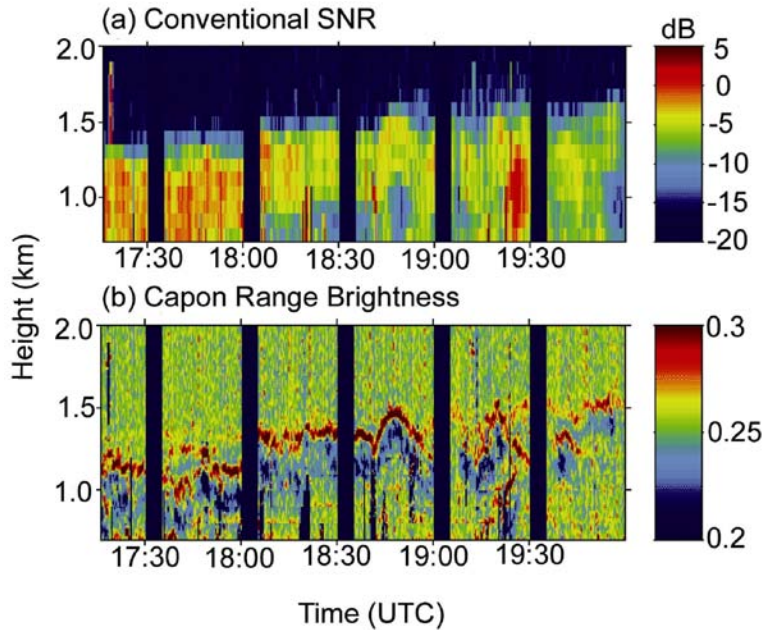 (a) Conventional SNR
dB
2.0
1.5
1.0
5
0
-5
-10
-15
-20
17:30 18:00 18:30 19:00 19:30
Height (km)
(b) Capon Range Brightness
2.0
1.5
1.0
0.3
0.25
0.2
17:30 18:00 18:30 19:00 19:30
Time (UTC)